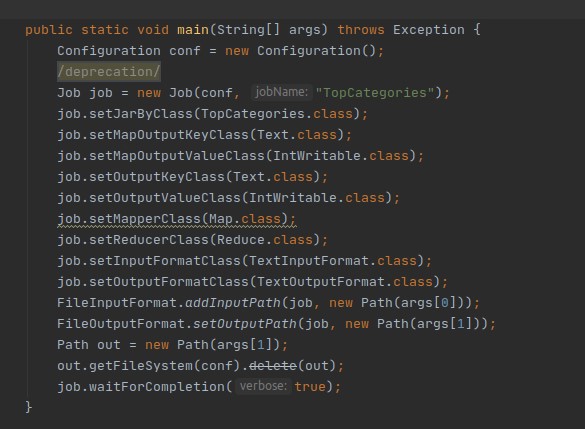 public static void main(String[] args) throws Exception {
Configuration conf = new Configuration();
/deprecation/
Job job = new Job(conf, jobName: "TopCategories");
job.setJarByClass(TopCategories.class);
job.setMapOutputKeyClass(Text.class);
job.setMapOutputValueClass(IntWritable.class);
job.setOutputKeyClass(Text.class);
job.setOutputValueClass(IntWritable.class);
job.setMapperClass(Map.class);
job.setReducerClass(Reduce.class);
job.setInputFormatClass(TextInputFormat.class);
job.setOutputFormatClass(TextOutputFormat.class);
FileInputFormat.addInputPath(job, new Path(args[0]));
FileOutputFormat.setOutputPath(job, new Path(args[1]));
Path out = new Path(args[1]);
out.getFileSystem(conf).delete(out);
job.waitForCompletion( verbose: true);
}